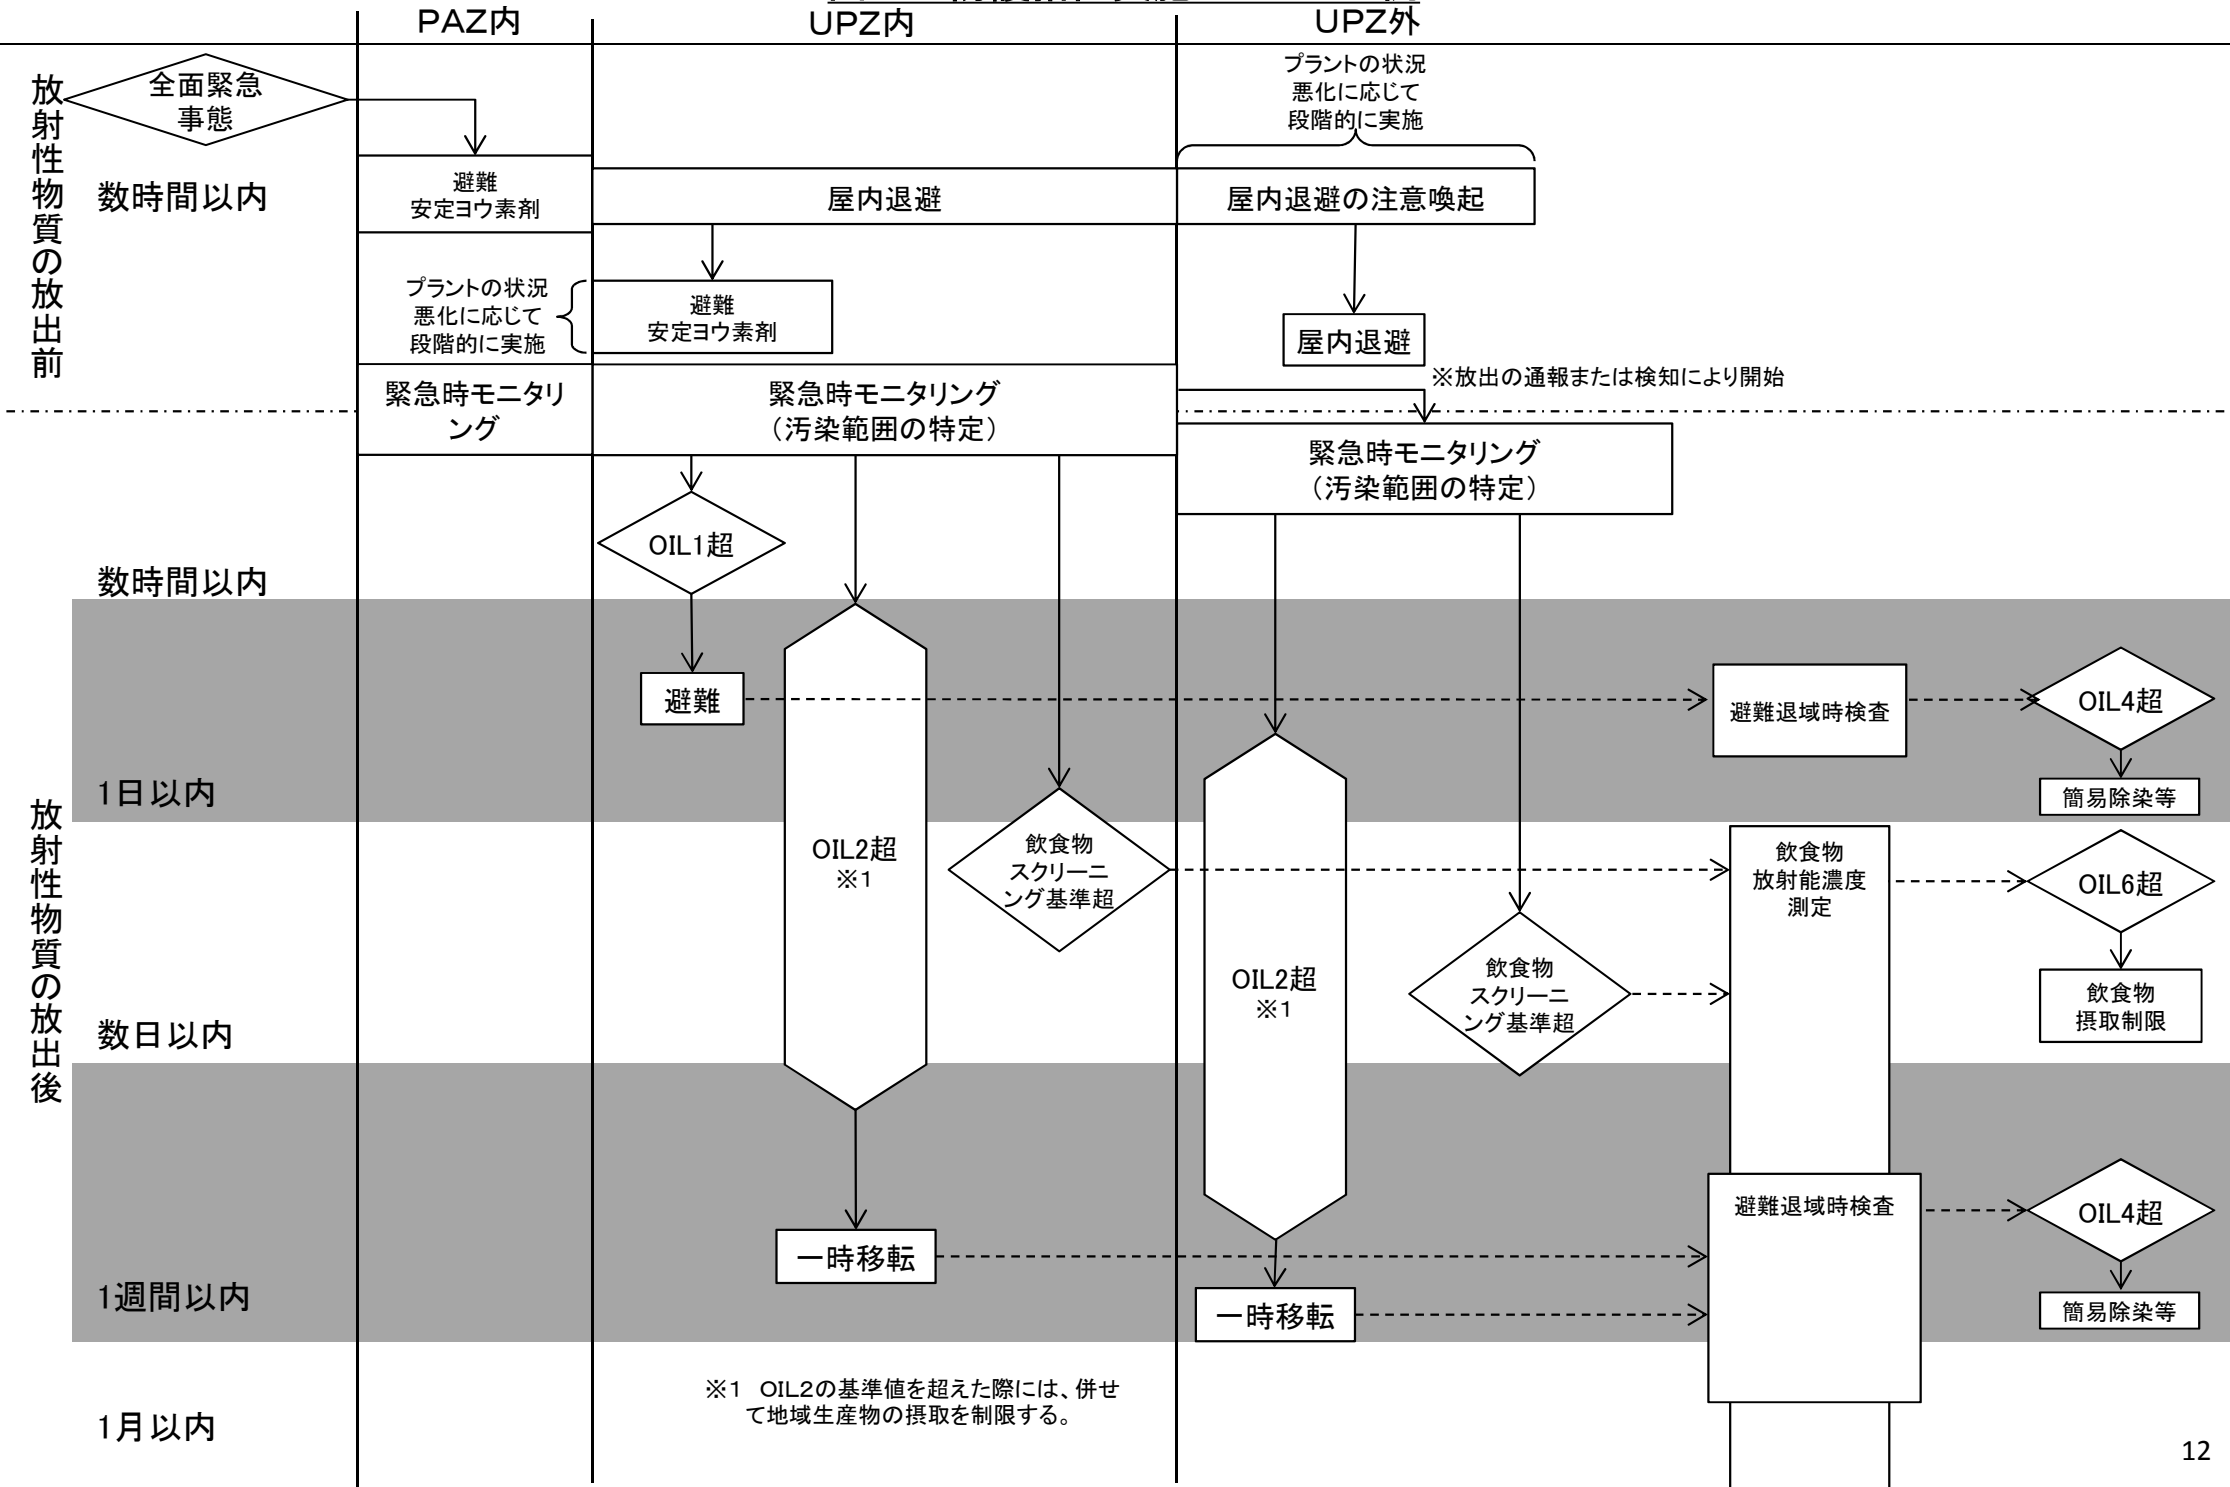 PAZ内
UPZ内
UPZ外
放射性物質の放出前
全面緊急
事態
プラントの状況
悪化に応じて
段階的に実施
数時間以内
避難
安定ヨウ素剤
屋内退避
屋内退避の注意喚起
プラントの状況
悪化に応じて
段階的に実施
避難
安定ヨウ素剤
屋内退避
※放出の通報または検知により開始
緊急時モニタリ
ング
緊急時モニタリング
（汚染範囲の特定）
緊急時モニタリング
（汚染範囲の特定）
OIL1超
数時間以内
放射性物質の放出後
避難
避難退域時検査
OIL4超
簡易除染等
1日以内
OIL2超
※1
飲食物
スクリーニ
ング基準超
飲食物
放射能濃度
測定
OIL6超
OIL2超
※1
飲食物
スクリーニ
ング基準超
飲食物
摂取制限
数日以内
避難退域時検査
OIL4超
一時移転
1週間以内
一時移転
簡易除染等
※1　OIL2の基準値を超えた際には、併せ
て地域生産物の摂取を制限する。
1月以内
12